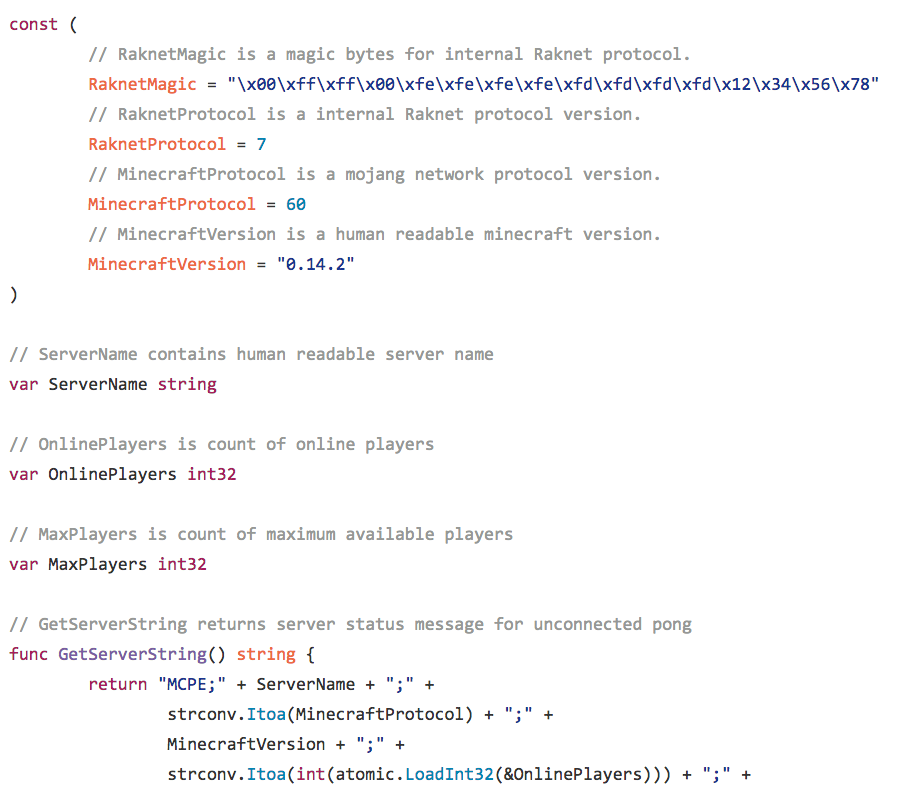 const (
// RaknetMagic is a magic bytes for internal Raknet protocol.
RaknetMagic = "\x00\xff\xff\x00\xfe\xfe\xfe\xfe\xfd\xfd\xfd\xfd\x12\x34\x56\x78"
// RaknetProtocol is a internal Raknet protocol version.
RaknetProtocol = 7
// MinecraftProtocol is a mojang network protocol version.
MinecraftProtocol = 60
// MinecraftVersion is a human readable minecraft version.
MinecraftVersion = "0.14.2"
)
// ServerName contains human readable server name
var ServerName string
// OnlinePlayers is count of online players
var OnlinePlayers int32
// MaxPlayers is count of maximum available players
var MaxPlayers int32
// GetServerString returns server status message for unconnected pong
func GetServerString() string {
return "MCPE;" + ServerName + ";" +
strconv.Itoa(MinecraftProtocol) + ";" +
MinecraftVersion + ";" +
strconv.Itoa(int(atomic.LoadInt32(&OnlinePlayers))) + ";" +